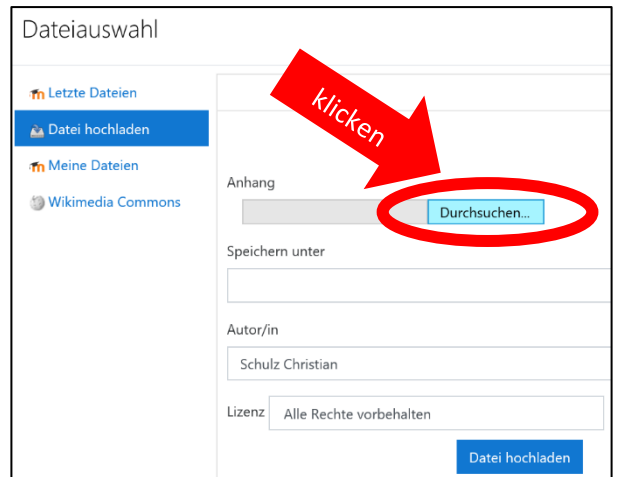 Dateiauswahl
Letzte Dateien
Datei hochladen
Meine Dateien
Wikimedia Commons
klicken
Anhang
Durchsuchen...
Speichern unter
Autor/in
Schulz Christian
Lizenz Alle Rechte vorbehalten
Datei hochladen